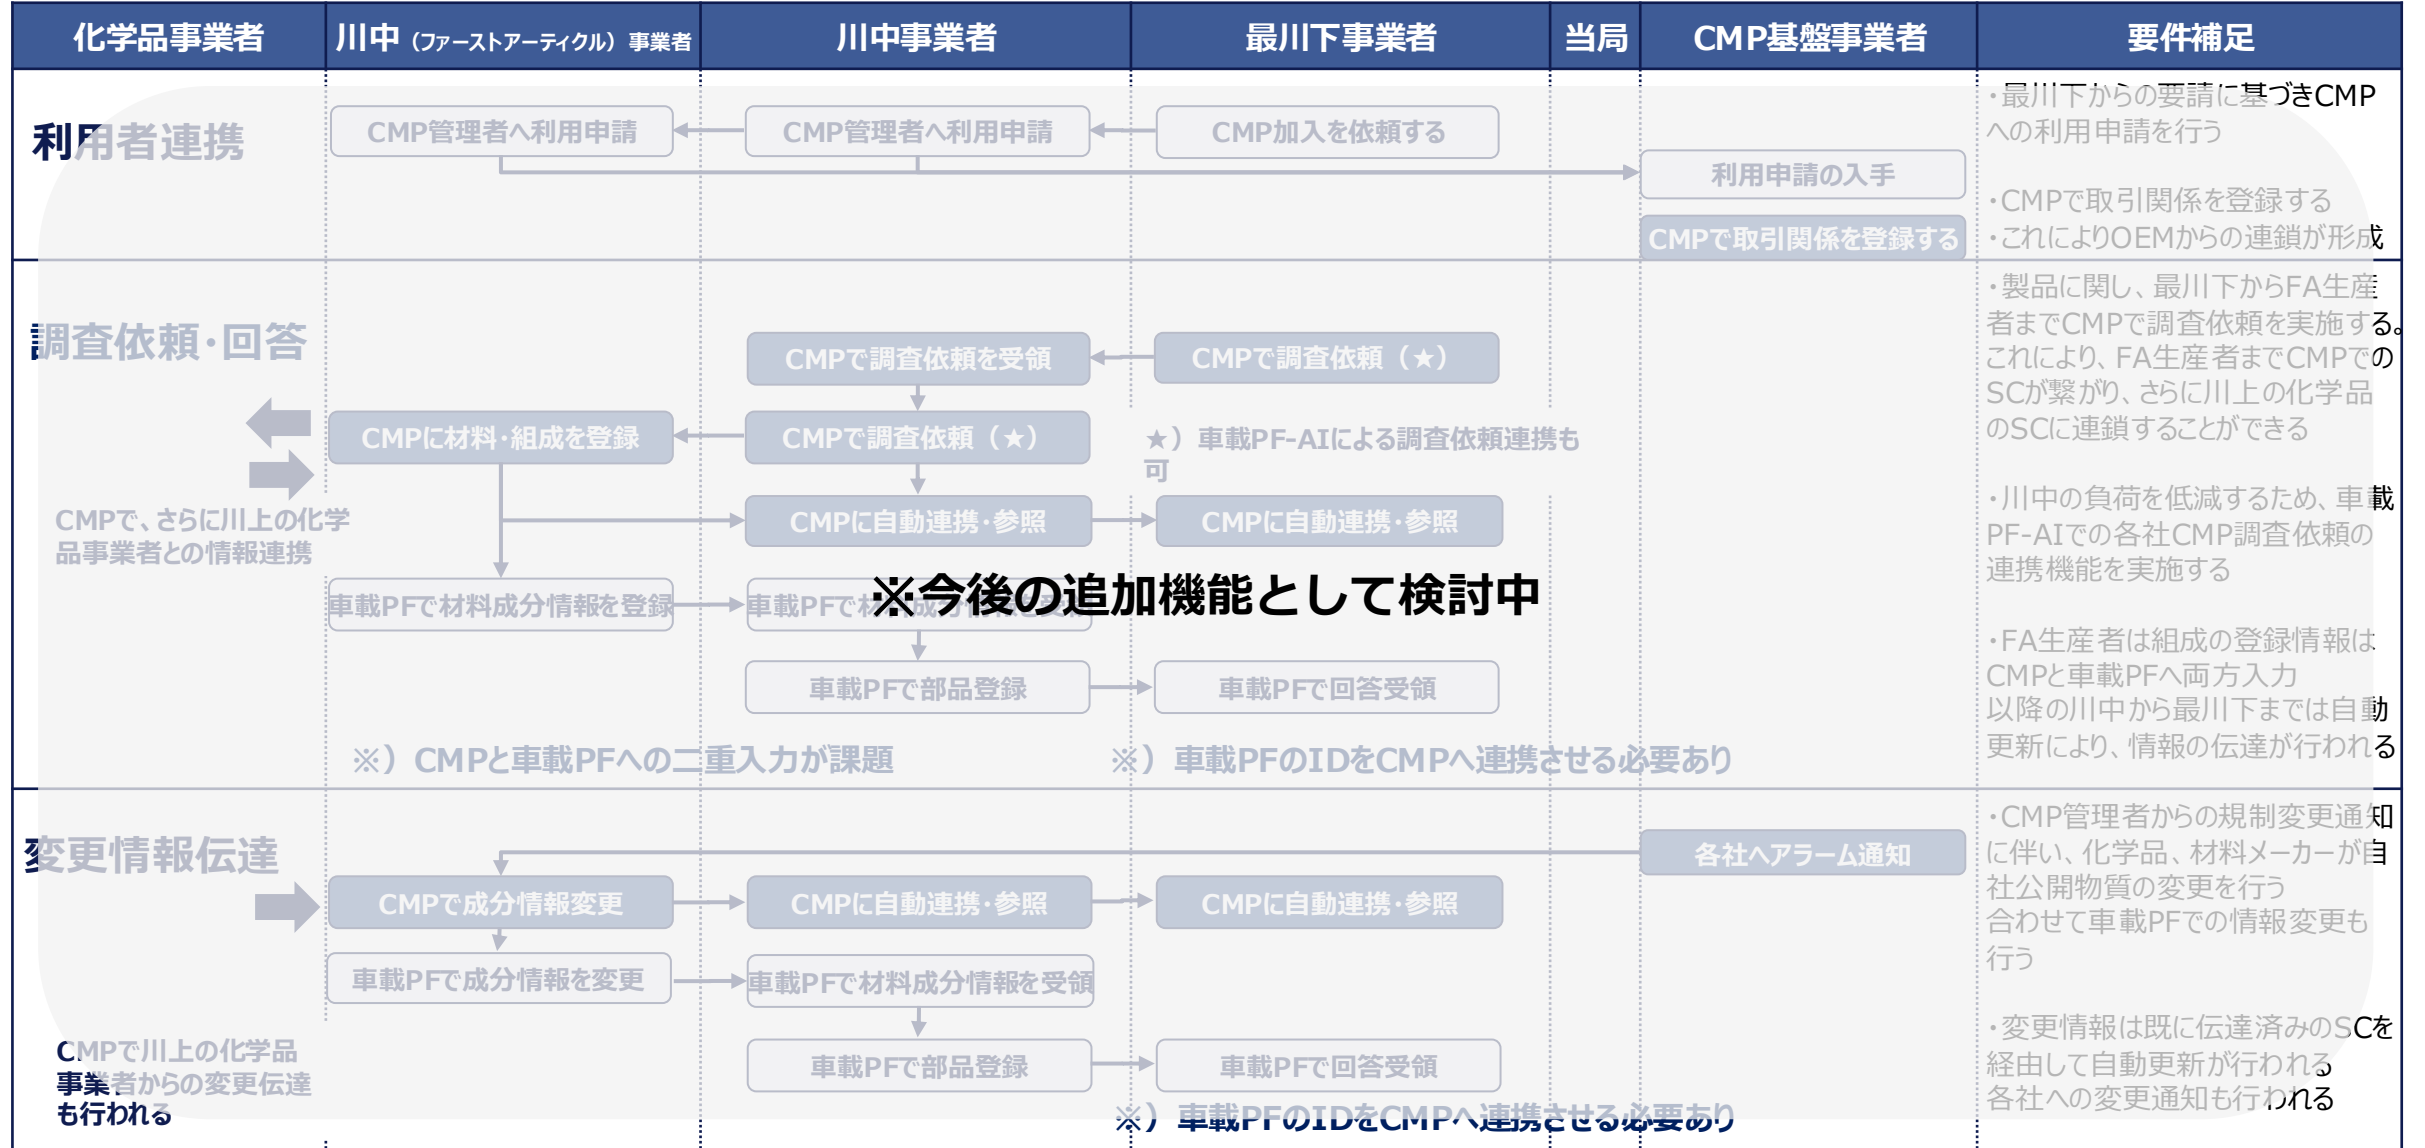 化学品事業者
川中（ファーストアーティクル）事業者
川中事業者
最川下事業者
当局
CMP基盤事業者
要件補足
利用者連携
CMP管理者へ利用申請
CMP管理者へ利用申請
CMP加入を依頼する
利用申請の入手
CMPで取引関係を登録する
・最川下からの要請に基づきCMP
への利用申請を行う
・CMPで取引関係を登録する
・これによりOEMからの連鎖が形成
調査依頼・回答
CMPで調査依頼を受領
CMPで調査依頼（★）
CMPに材料・組成を登録
CMPで調査依頼（★）
★）車載PF-AIによる調査依頼連携も
可
CMPで、さらに川上の化学
品事業者との情報連携
CMPに自動連携・参照
CMPに自動連携・参照
※今後の追加機能として検討中
車載PFで材料成分情報を登録
車載PFで材料成分情報を受領
車載PFで部品登録
車載PFで回答受領
※）CMPと車載PFへの二重入力が課題
※）車載PFのIDをCMPへ連携させる必要あり
・製品に関し、最川下からFA生産
者までCMPで調査依頼を実施する。
これにより、FA生産者までCMPでの
SCが繋がり、さらに川上の化学品
のSCに連鎖することができる
・川中の負荷を低減するため、車載
PF-AIでの各社CMP調査依頼の
連携機能を実施する
・FA生産者は組成の登録情報は
CMPと車載PFへ両方入力
以降の川中から最川下までは自動
更新により、情報の伝達が行われる
変更情報伝達
各社へアラーム通知
CMPで成分情報変更
CMPに自動連携・参照
CMPに自動連携・参照
車載PFで成分情報を変更
車載PFで材料成分情報を受領
CMPで川上の化学品
事業者からの変更伝達
も行われる
車載PFで部品登録
車載PFで回答受領
※）車載PFのIDをCMPへ連携させる必要あり
・CMP管理者からの規制変更通知
に伴い、化学品、材料メーカーが自
社公開物質の変更を行う
合わせて車載PFでの情報変更も
行う
・変更情報は既に伝達済みのSCを
経由して自動更新が行われる
各社への変更通知も行われる